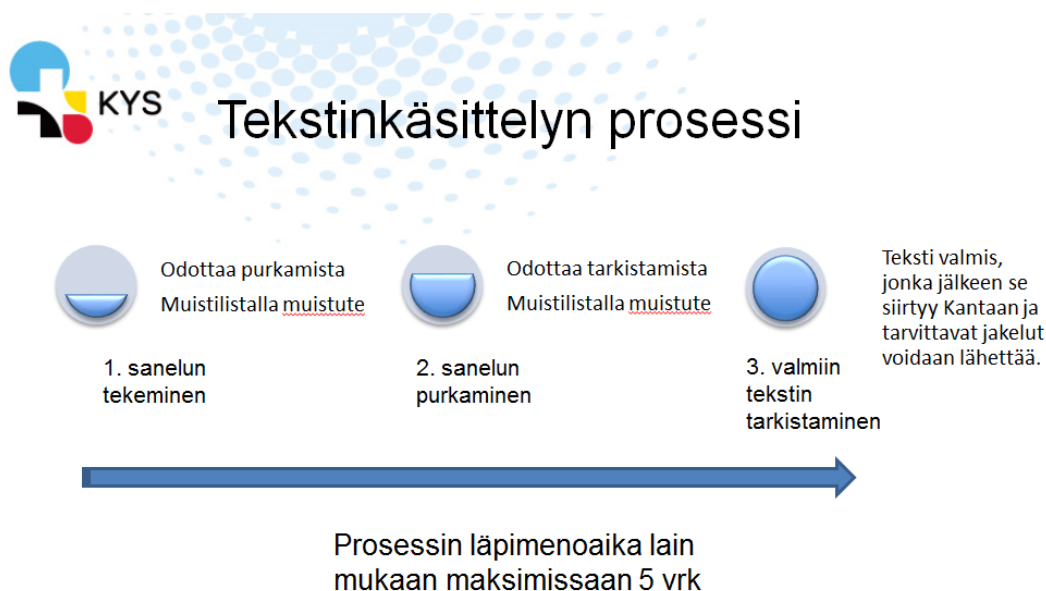 KYS
Tekstinkäsittelyn prosessi
Odottaa purkamista
Muistilistalla muistute
1. sanelun
tekeminen
Odottaa tarkistamista
Muistilistalla muistute
2. sanelun
purkaminen
3. valmiin
tekstin
tarkistaminen
Teksti valmis,
jonka jälkeen se
siirtyy Kantaan ja
tarvittavat jakelut
voidaan lähettää.
Prosessin läpimenoaika lain
mukaan maksimissaan 5 vrk